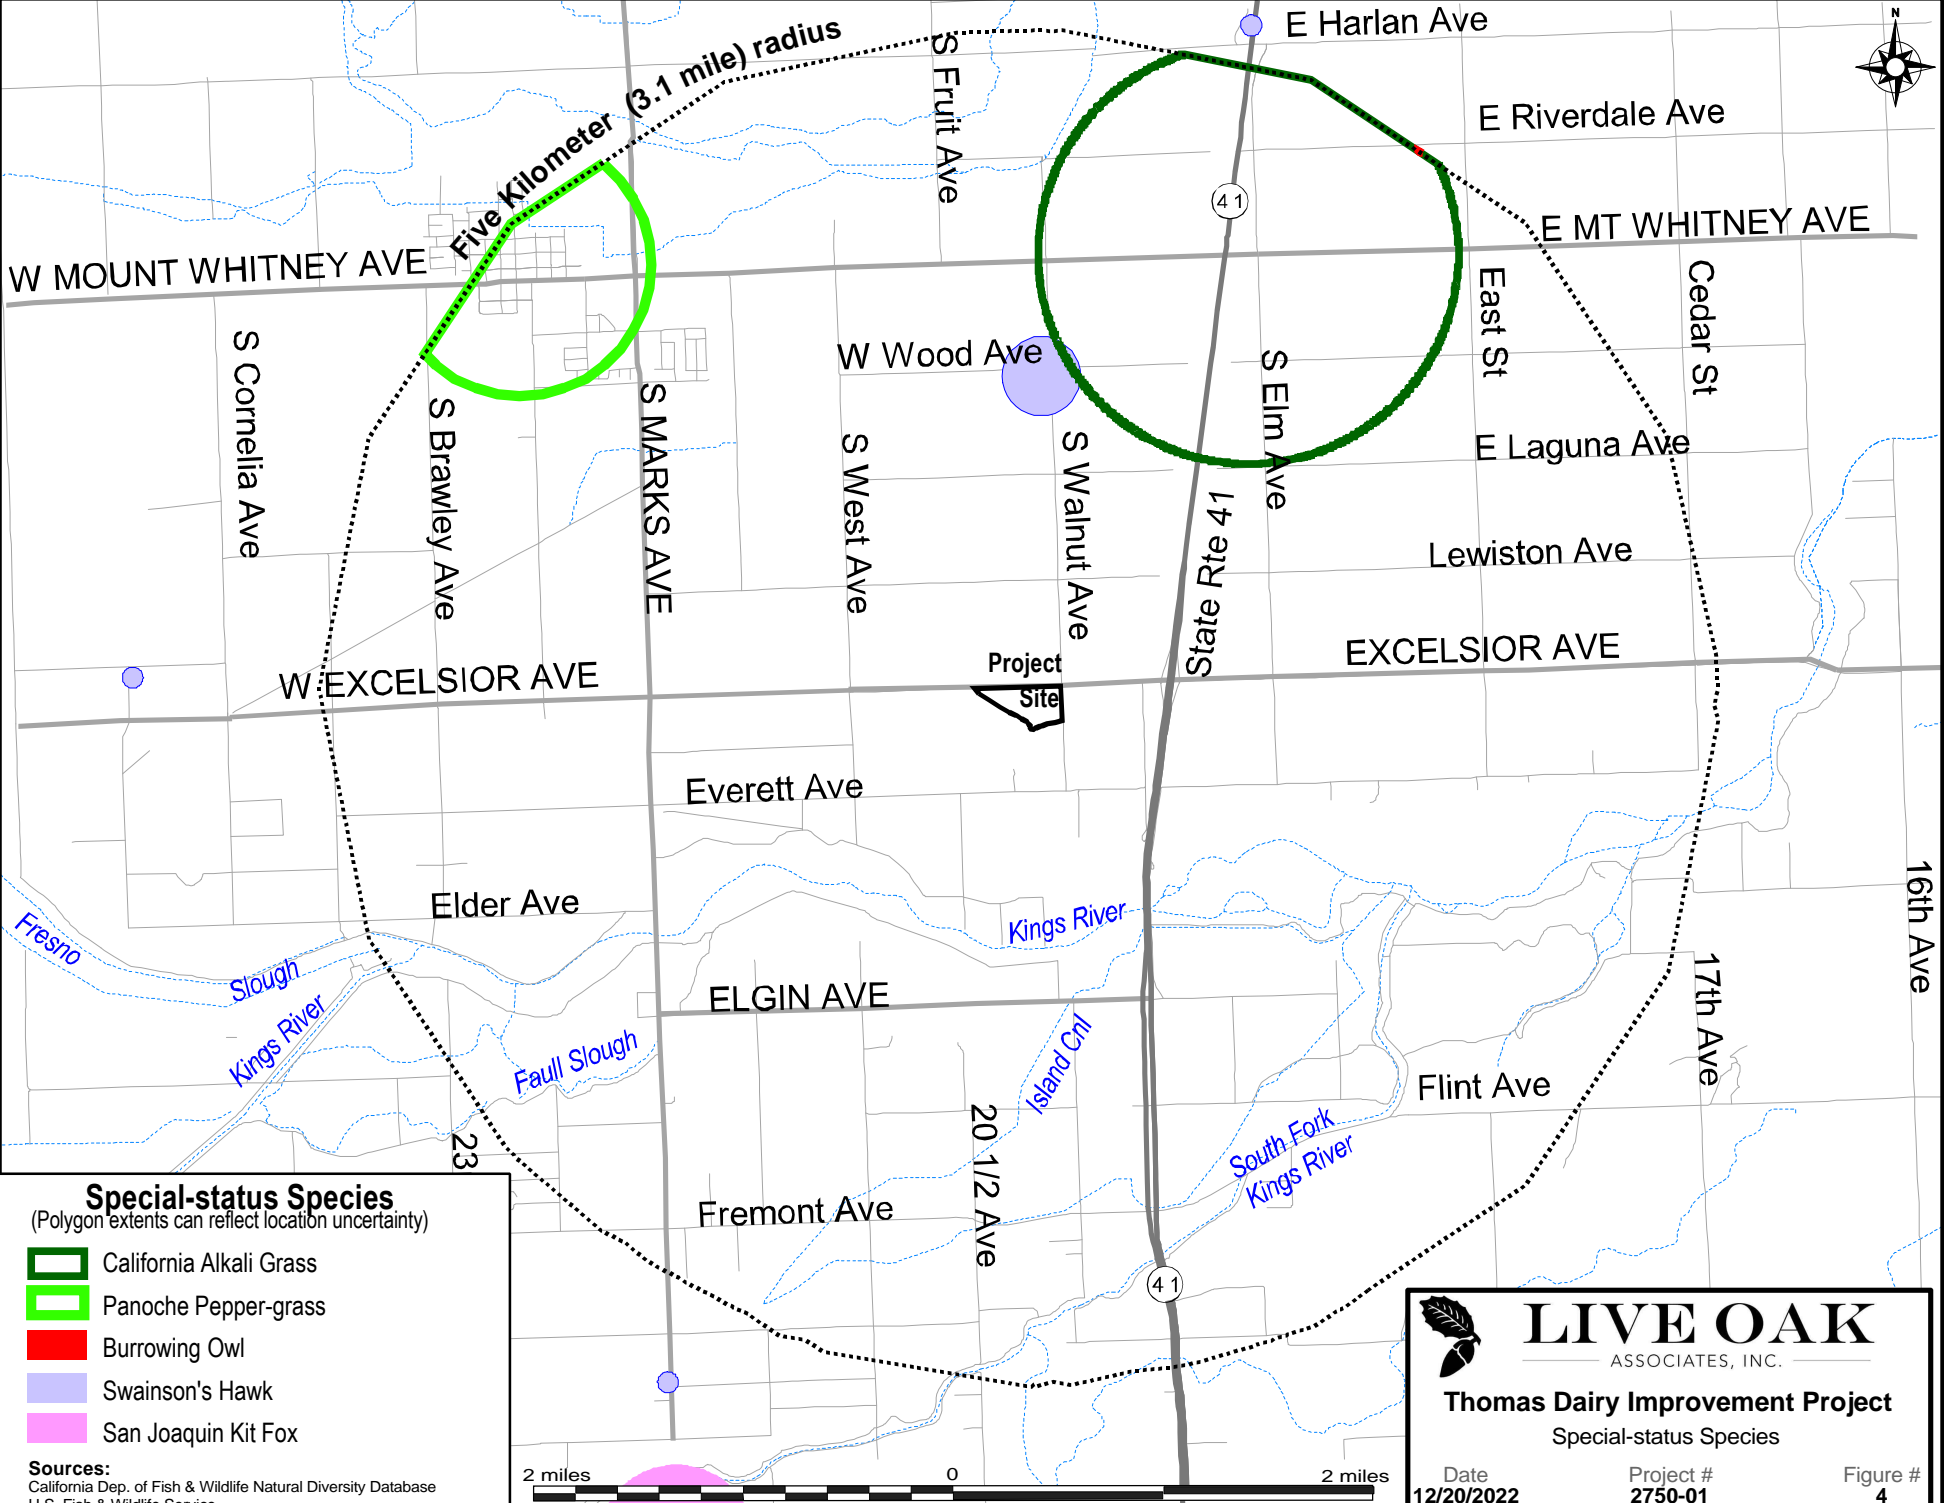 E Harlan Ave
N
Five Kilometer (3.1 mile) radius
S Fruit Ave
E Riverdale Ave
41
E MT WHITNEY AVE
W MOUNT WHITNEY AVE
East St
Cedar St
S Cornelia Ave
W Wood Ave
S Elm Ave
S Brawley Ave
S MARKS AVE
S West Ave
S Walnut Ave
E Laguna Ave
State Rte 41
Lewiston Ave
EXCELSIOR AVE
Project
Site
W EXCELSIOR AVE
Everett Ave
Elder Ave
Kings River
16th Ave
Fresno
Slough
Kings River
ELGIN AVE
17th Ave
Faull Slough
Island Cnl
Flint Ave
23
20 1/2 Ave
South Fork
Kings River
Fremont Ave
41
Special-status Species
(Polygon extents can reflect location uncertainty)
California Alkali Grass
Panoche Pepper-grass
Burrowing Owl
Swainson's Hawk
San Joaquin Kit Fox
Sources:
California Dep. of Fish & Wildlife Natural Diversity Database
U.S. Fish & Wildlife Service
2 miles 0 2 miles
LIVE OAK
ASSOCIATES, INC.
Thomas Dairy Improvement Project
Special-status Species
Date Project # Figure #
12/20/2022 2750-01 4